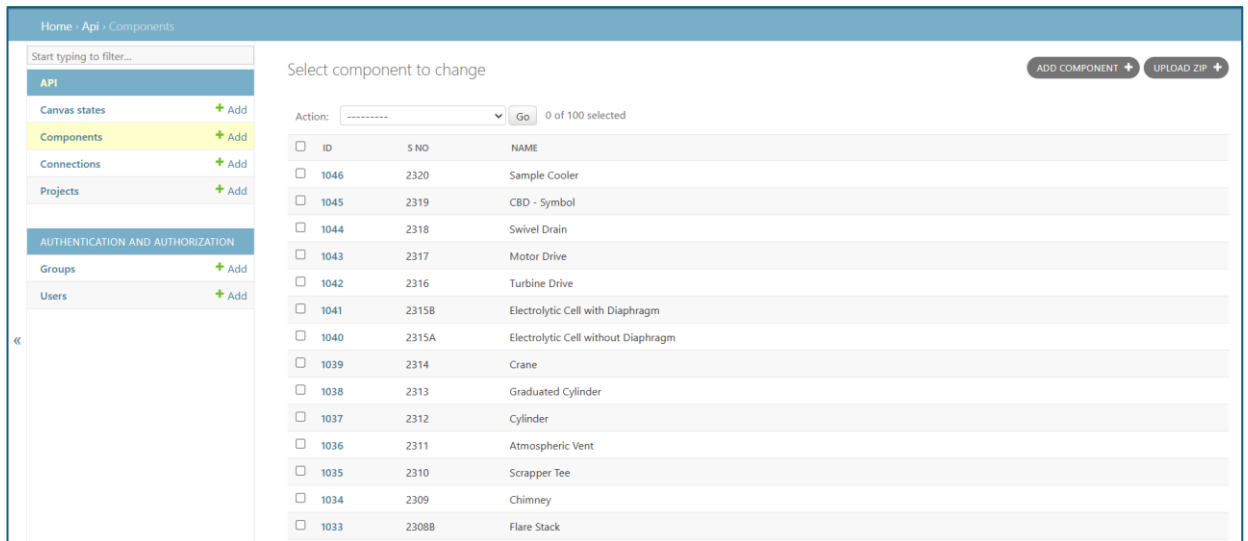 Home › Api › Components
Start typing to filter...
API
Canvas states + Add
Components + Add
Connections + Add
Projects + Add
AUTHENTICATION AND AUTHORIZATION
Groups + Add
Users + Add
«
Select component to change
ADD COMPONENT + UPLOAD ZIP +
Action: --------- Go 0 of 100 selected
ID S NO NAME
1046 2320 Sample Cooler
1045 2319 CBD - Symbol
1044 2318 Swivel Drain
1043 2317 Motor Drive
1042 2316 Turbine Drive
1041 2315B Electrolytic Cell with Diaphragm
1040 2315A Electrolytic Cell without Diaphragm
1039 2314 Crane
1038 2313 Graduated Cylinder
1037 2312 Cylinder
1036 2311 Atmospheric Vent
1035 2310 Scrapper Tee
1034 2309 Chimney
1033 2308B Flare Stack